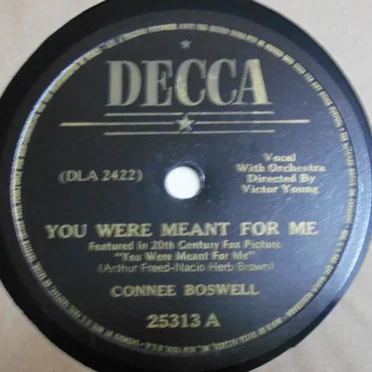 DECCA
(DLA 2422)
Vocal
With Orchestra
Directed By
Victor Young
YOU WERE MEANT FOR ME
Featured In 20th Century Fox Picture
"You Were Meant For Me"
(Arthur Freed-Nacio Herb Brown)
CONNEE BOSWELL
25313 A